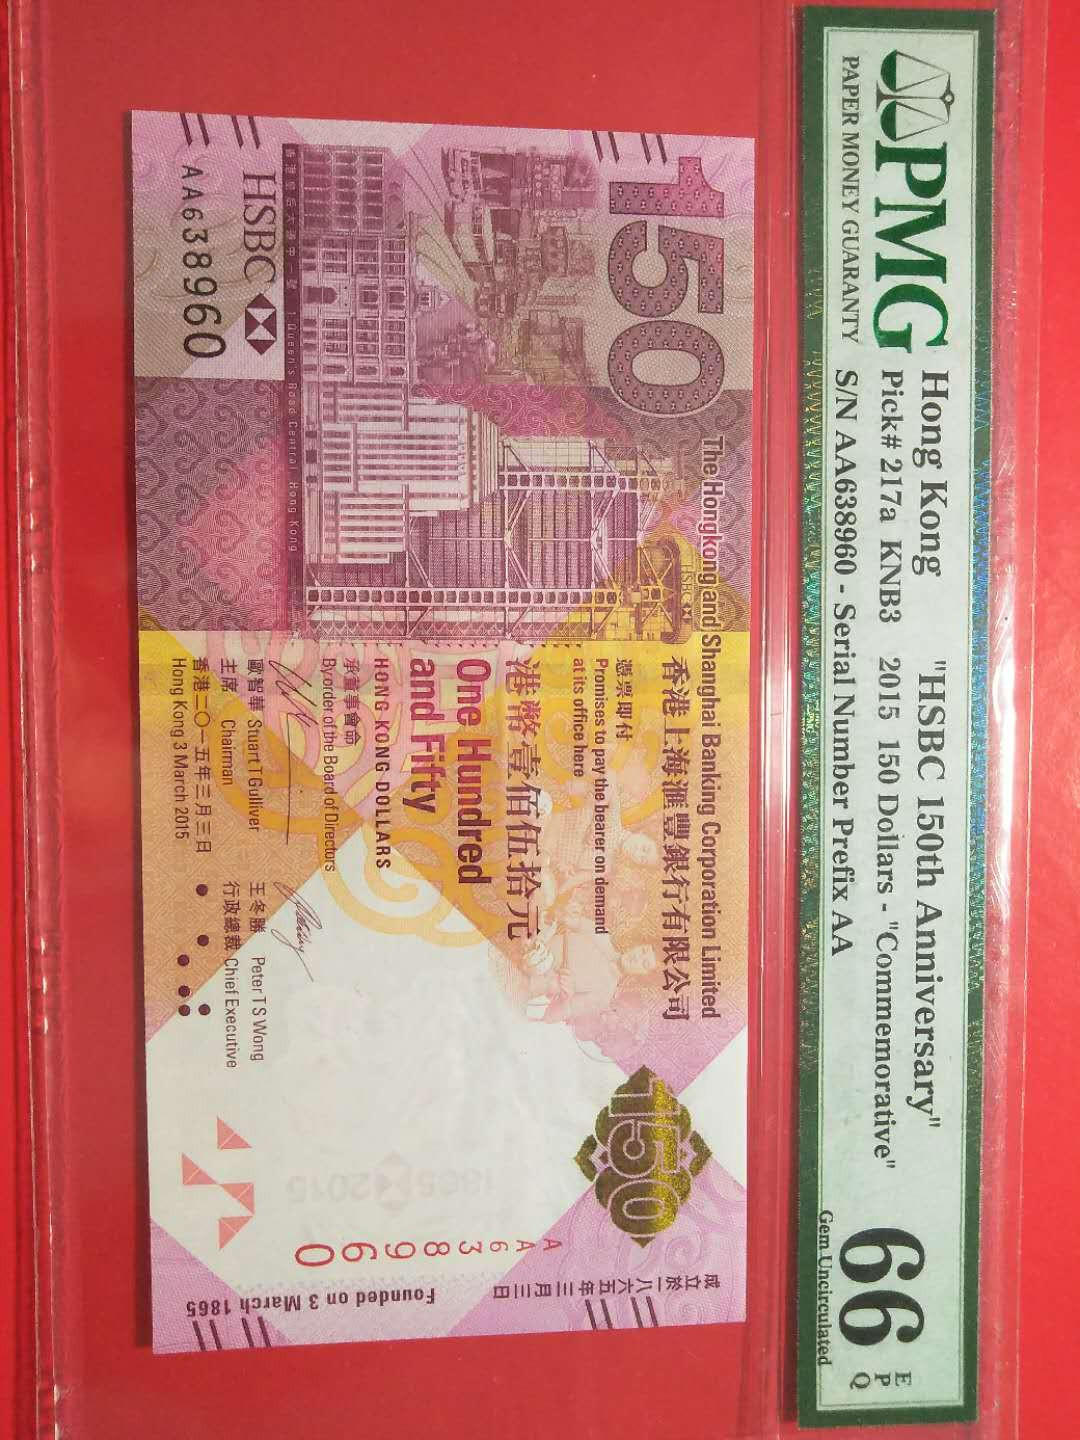 PMG
PAPER MONEY GUARANTY
Hong Kong "HSBC 150th Anniversary"
Pick# 217a KNB3 2015 150 Dollars - "Commemorative"
S/N AA638960 - Serial Number Prefix AA
66
EPQ
Gem Uncirculated
150
The Hongkong and Shanghai Banking Corporation Limited
香港上海滙豐銀行有限公司
HSBC
憑票即付
Promises to pay the bearer on demand
at its office here
港幣壹佰伍拾元
One Hundred
and Fifty
HONG KONG DOLLARS
承董事會命
By order of the Board of Directors
歐智華 Stuart T Gulliver
主席 Chairman
王冬勝 Peter T S Wong
行政總裁 Chief Executive
香港二〇一五年三月三日
Hong Kong 3 March 2015
1 Queen's Road Central Hong Kong
HSBC
AA638960
150
AA638960
1865 2015
成立於一八六五年三月三日
Founded on 3 March 1865